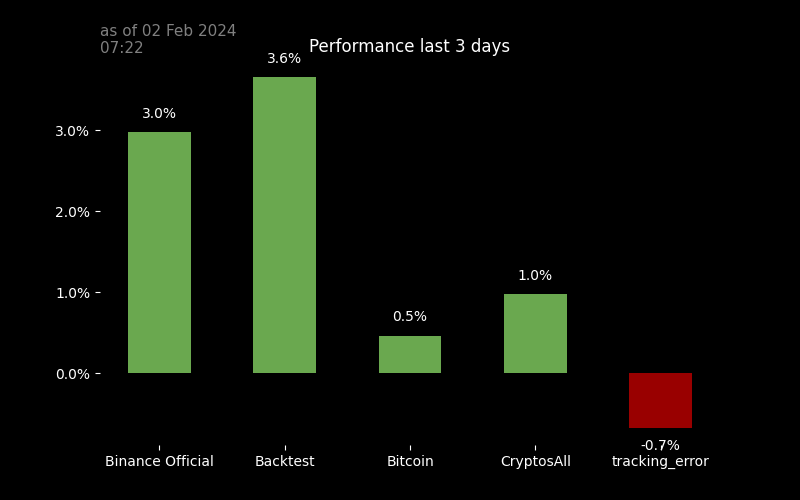 as of 02 Feb 2024
07:22
Performance last 3 days
3.6%
3.0%
3.0%
2.0%
1.0%
1.0%
0.5%
0.0%
-0.7%
Binance Official
Backtest
Bitcoin
CryptosAll
tracking_error